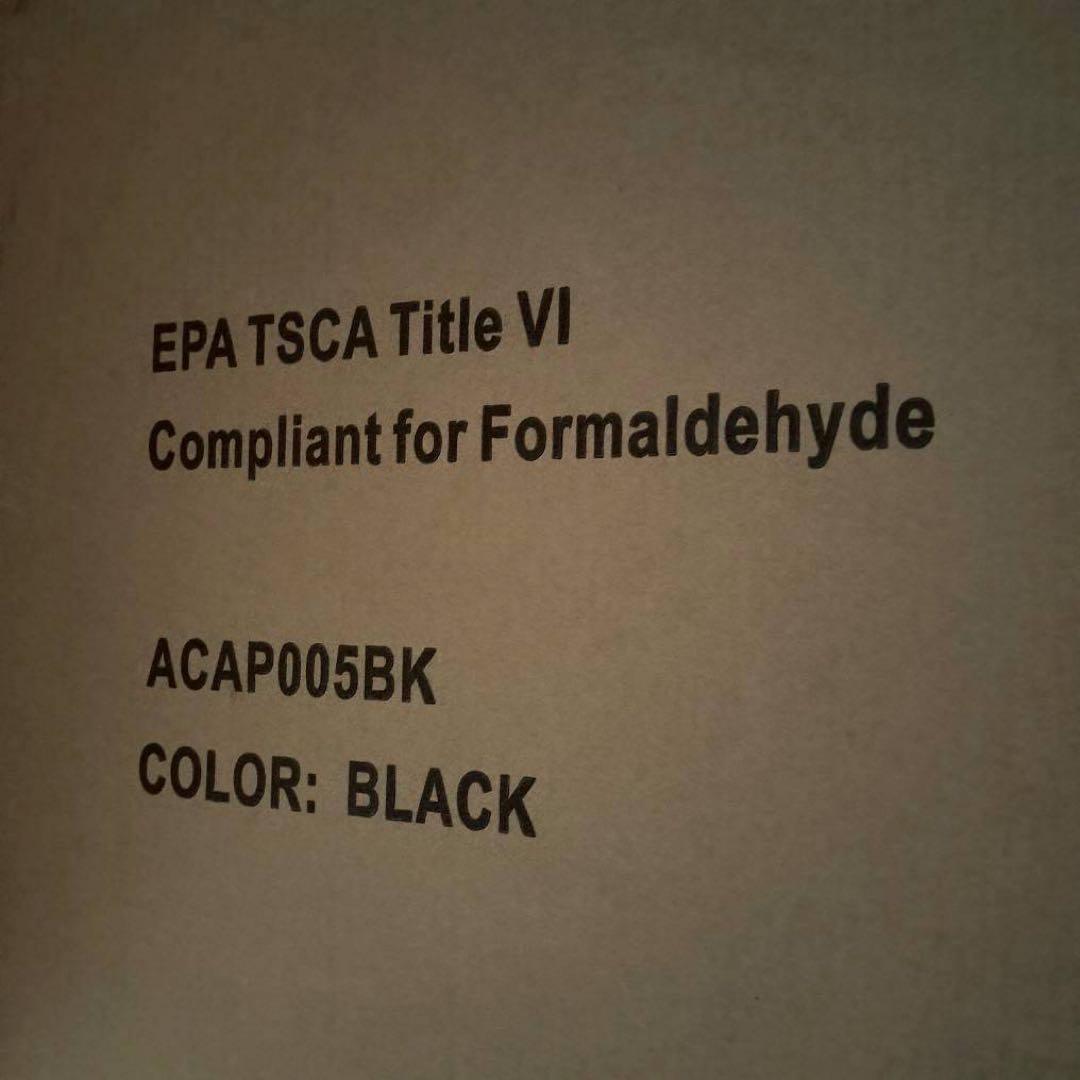 EPA TSCA Title VI
Compliant for Formaldehyde
ACAP005BK
COLOR: BLACK